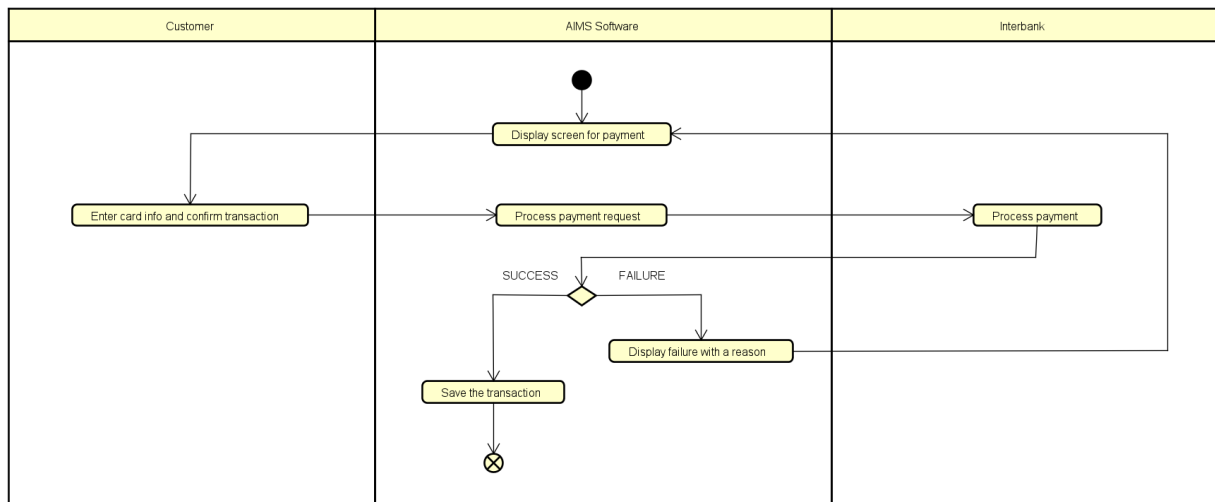 Customer
AIMS Software
Interbank
Display screen for payment
Enter card info and confirm transaction
Process payment request
Process payment
SUCCESS
FAILURE
Display failure with a reason
Save the transaction